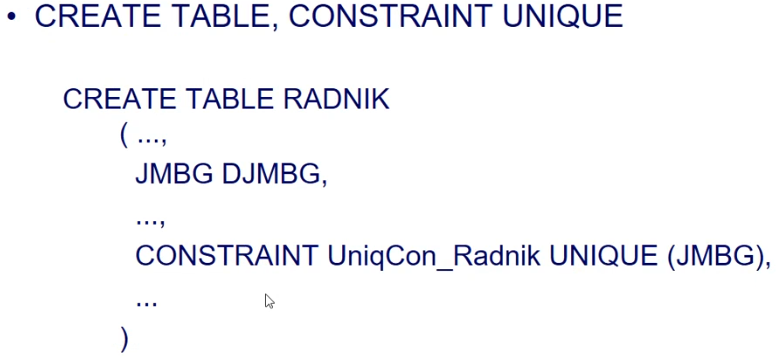 • CREATE TABLE, CONSTRAINT UNIQUE
CREATE TABLE RADNIK
( ...,
JMBG DJMBG,
...,
CONSTRAINT UniqCon_Radnik UNIQUE (JMBG),
...
)